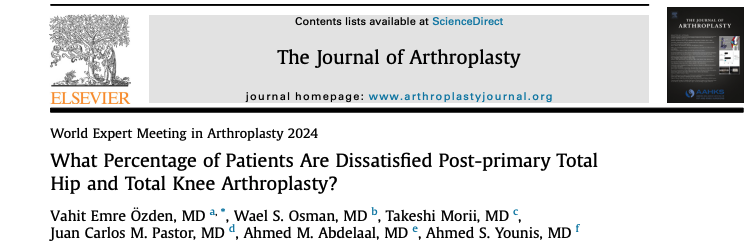 Contents lists available at ScienceDirect
The Journal of Arthroplasty
journal homepage: www.arthroplastyjournal.org
ELSEVIER
THE JOURNAL OF
ARTHROPLASTY
AAHKS
World Expert Meeting in Arthroplasty 2024
What Percentage of Patients Are Dissatisfied Post-primary Total
Hip and Total Knee Arthroplasty?
Vahit Emre Özden, MD a, *, Wael S. Osman, MD b, Takeshi Morii, MD c,
Juan Carlos M. Pastor, MD d, Ahmed M. Abdelaal, MD e, Ahmed S. Younis, MD f